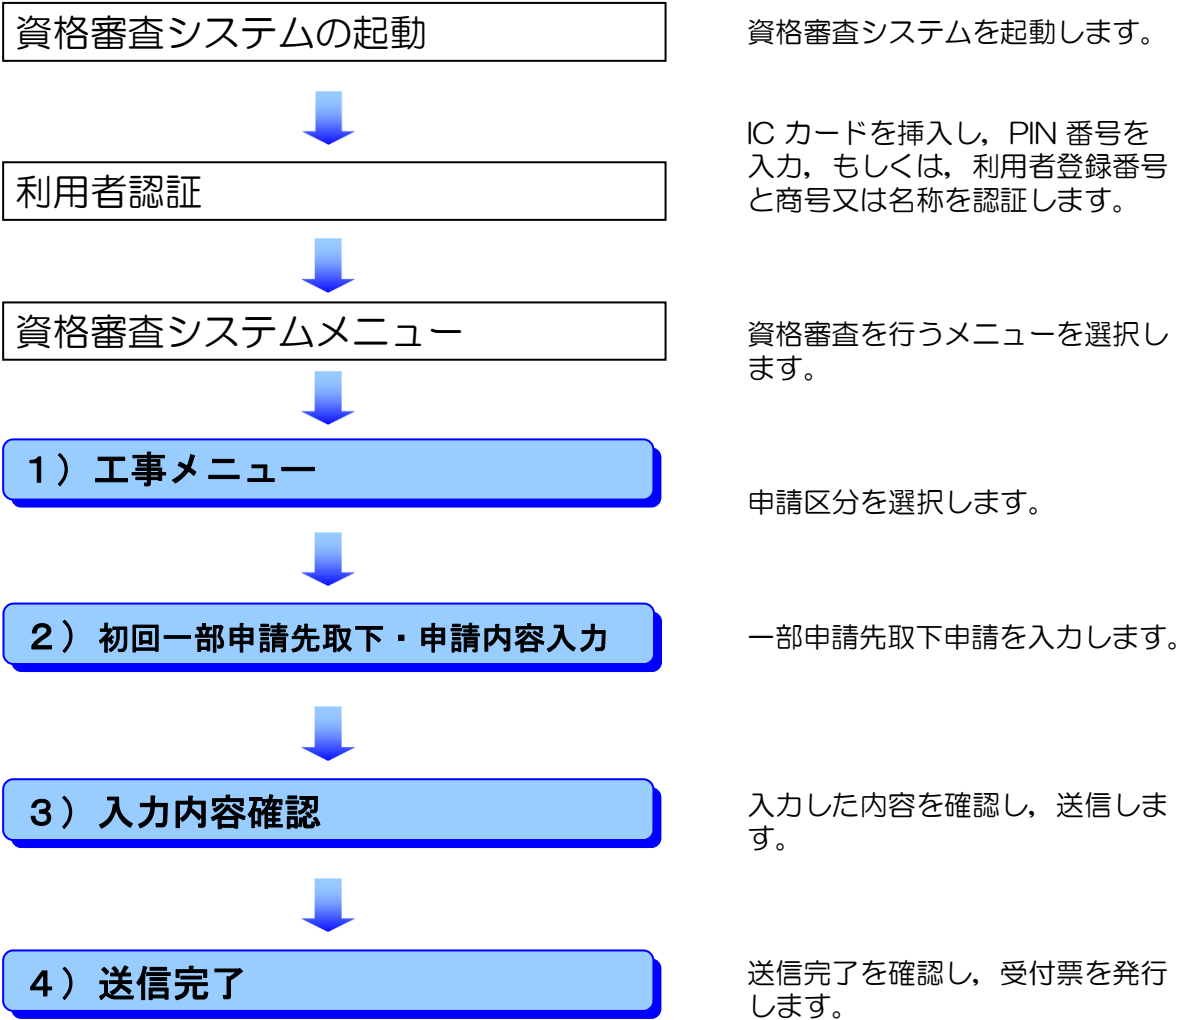 資格審査システムの起動
資格審査システムを起動します。
IC カードを挿入し，PIN 番号を
入力，もしくは，利用者登録番号
と商号又は名称を認証します。
利用者認証
資格審査システムメニュー
資格審査を行うメニューを選択し
ます。
１）工事メニュー
申請区分を選択します。
２）初回一部申請先取下・申請内容入力
一部申請先取下申請を入力します。
３）入力内容確認
入力した内容を確認し，送信しま
す。
４）送信完了
送信完了を確認し，受付票を発行
します。